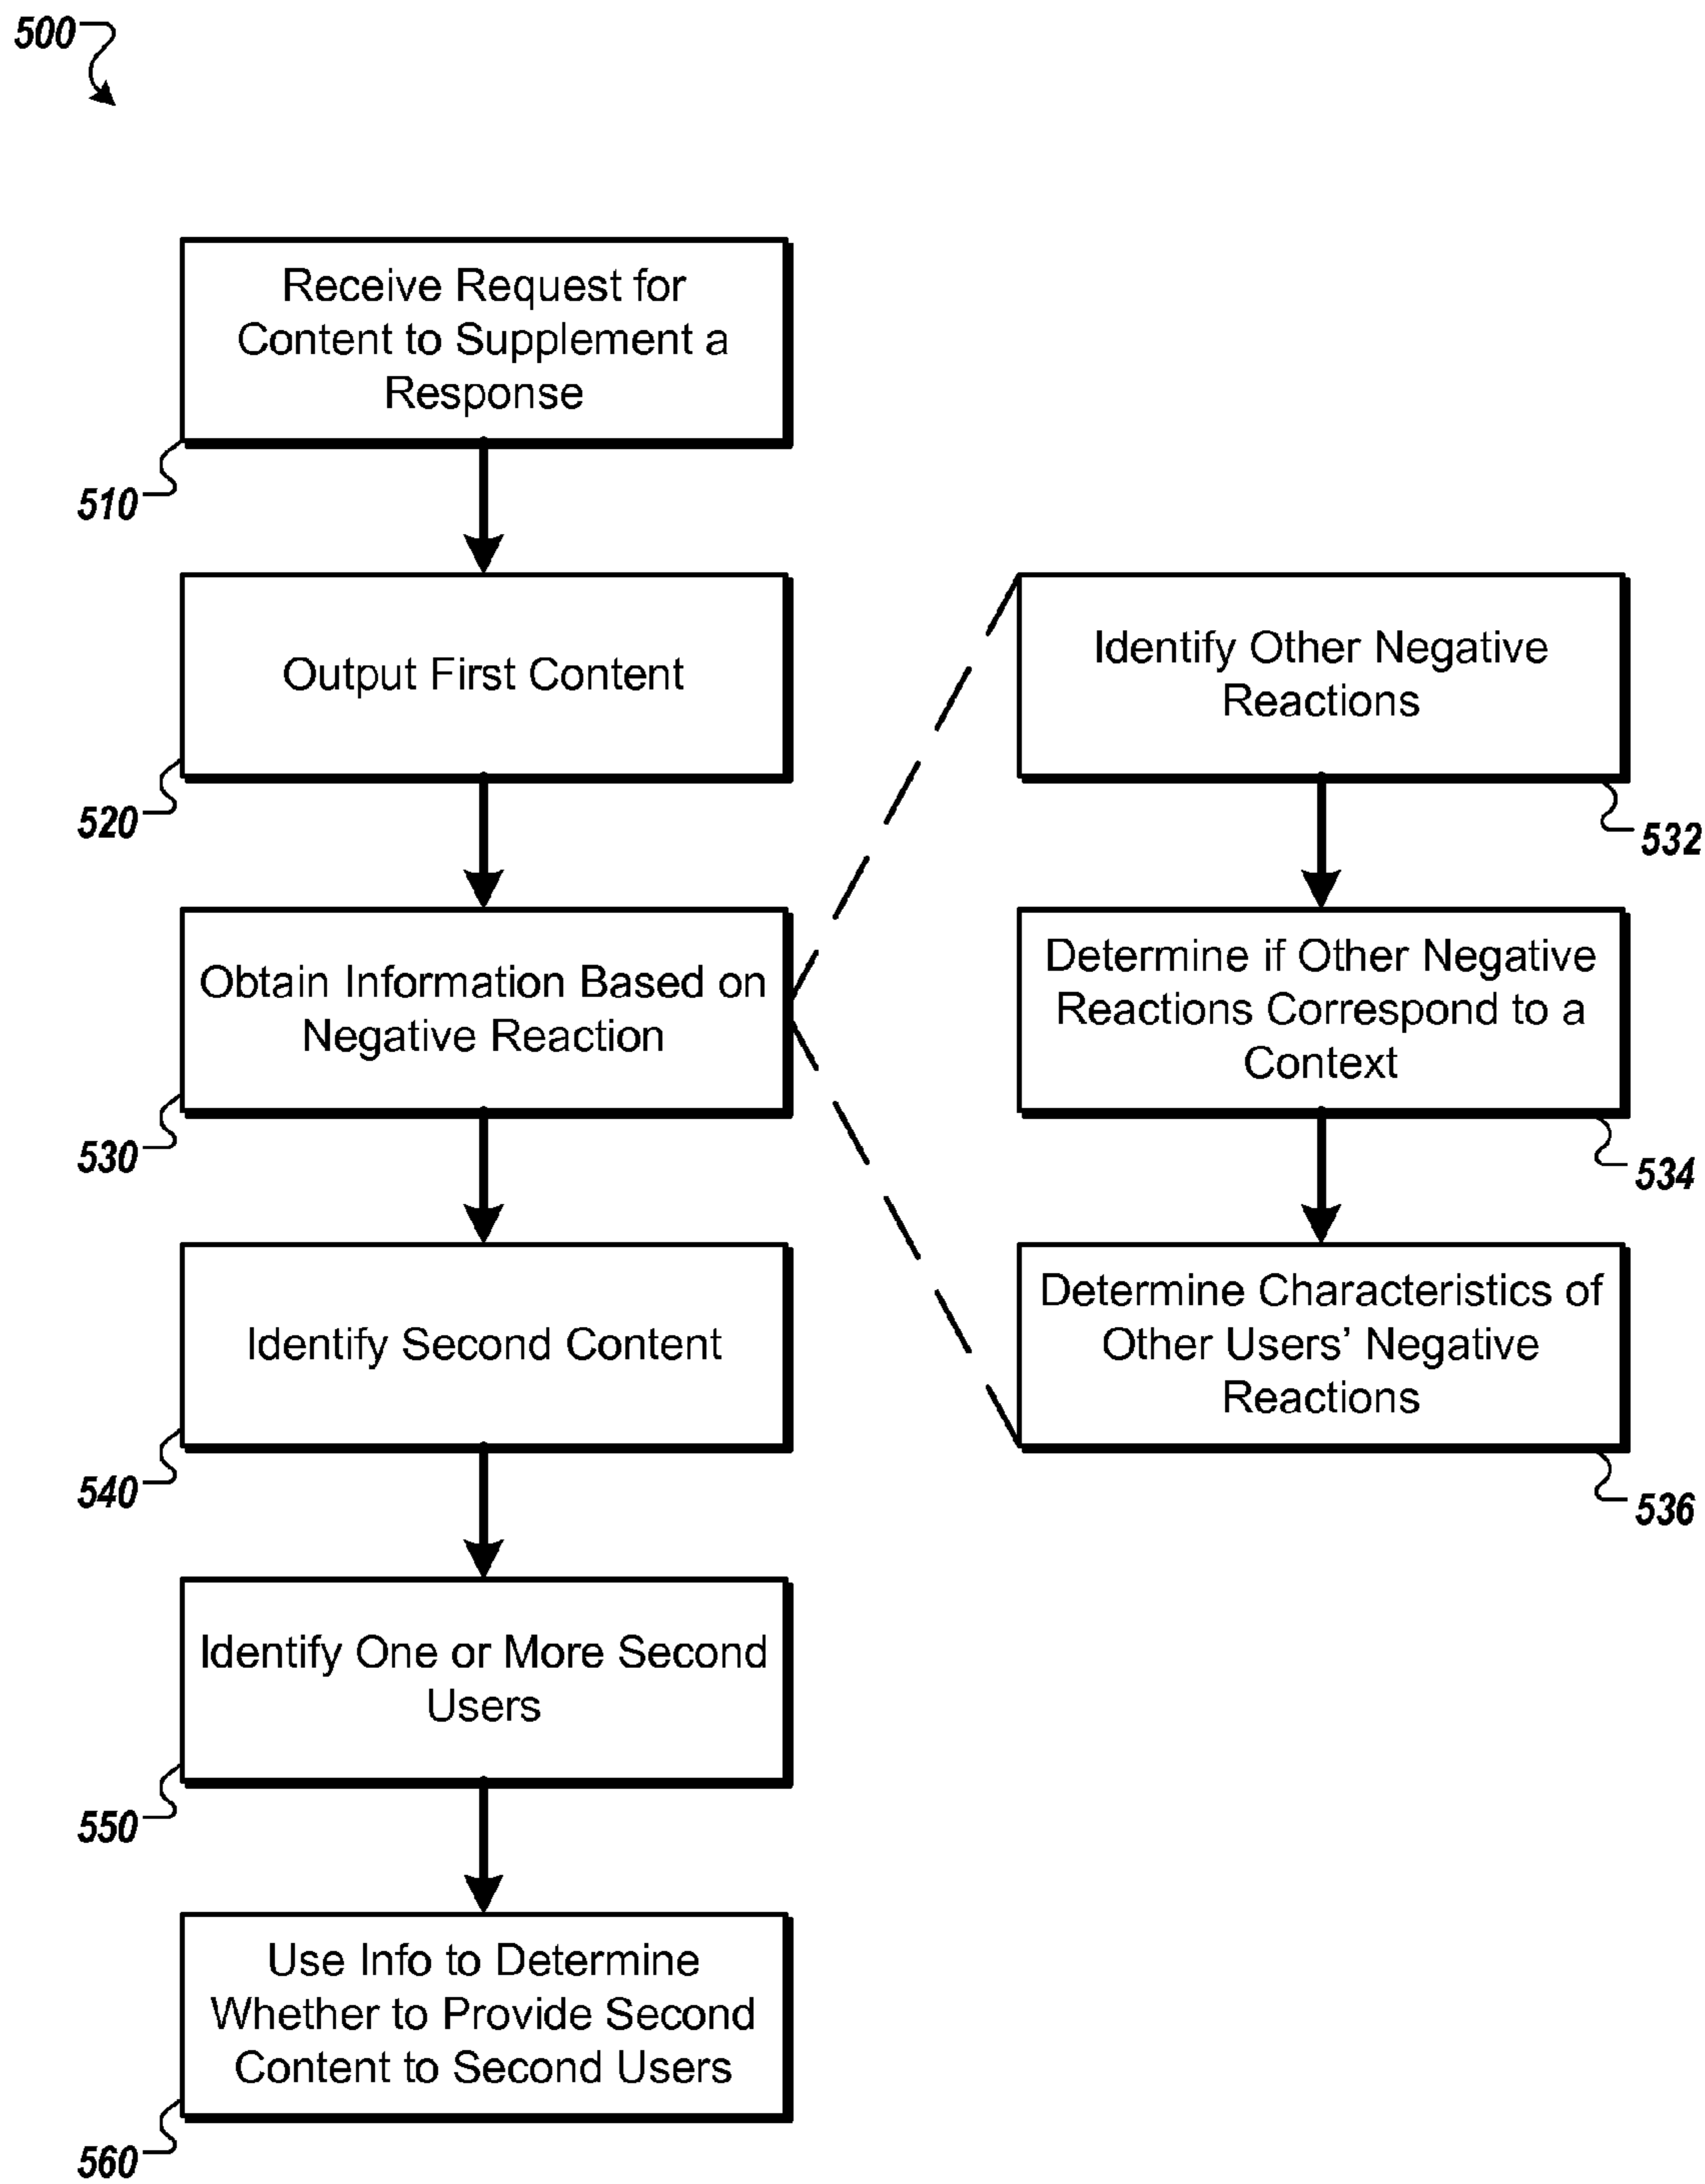 500
Receive Request for
Content to Supplement a
Response
510
Output First Content
520
Obtain Information Based on
Negative Reaction
530
Identify Second Content
540
Identify One or More Second
Users
550
Use Info to Determine
Whether to Provide Second
Content to Second Users
560
Identify Other Negative
Reactions
532
Determine if Other Negative
Reactions Correspond to a
Context
534
Determine Characteristics of
Other Users’ Negative
Reactions
536